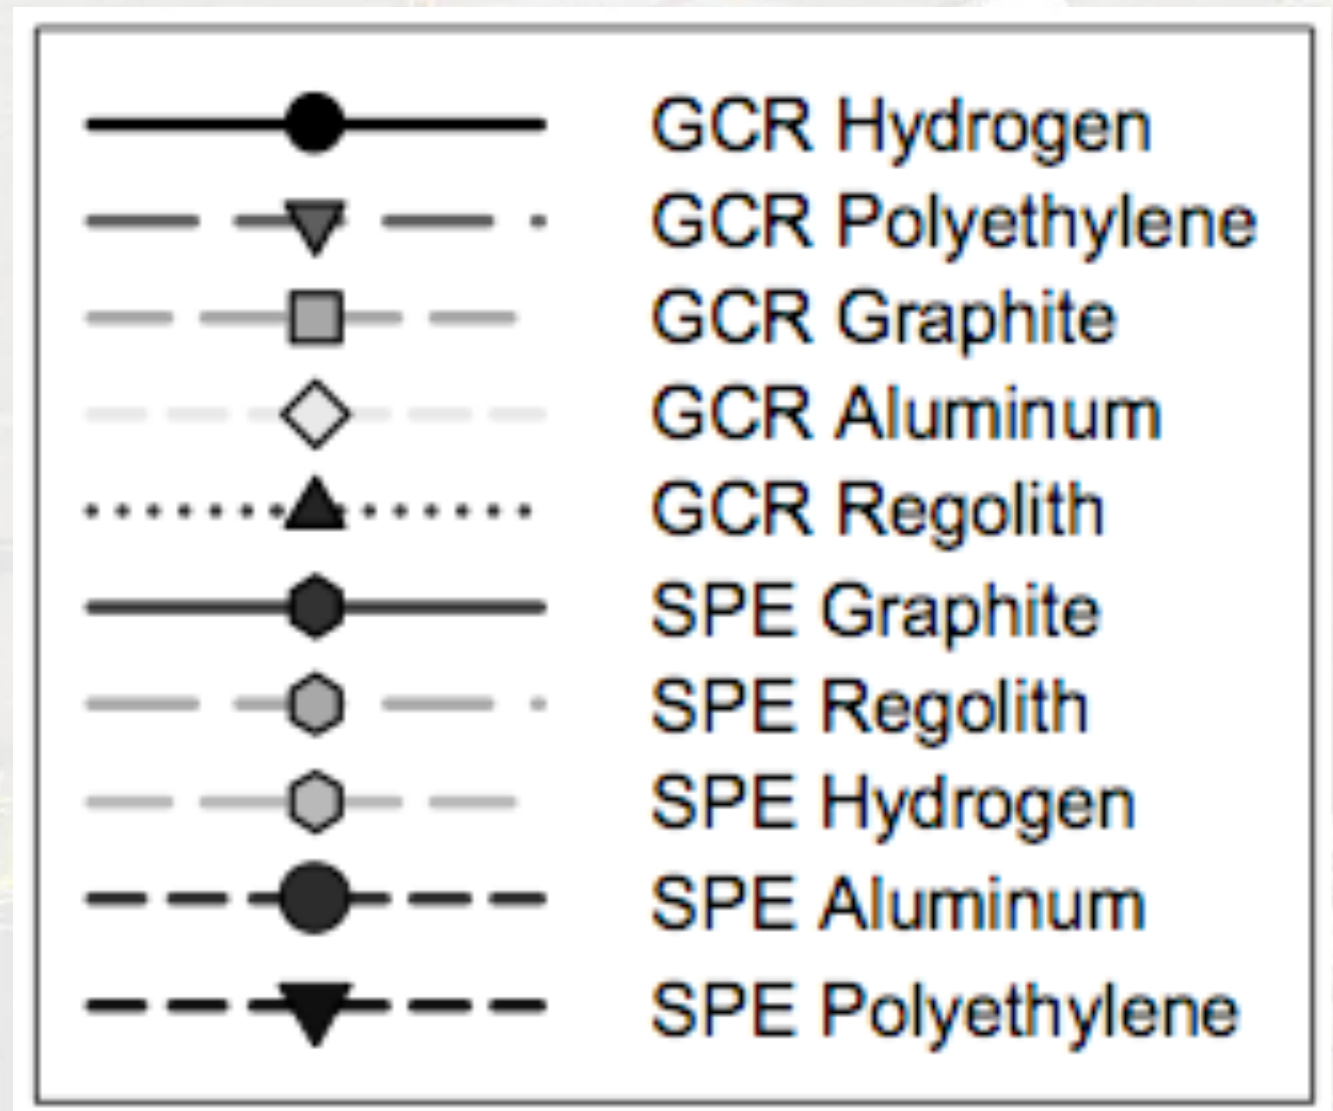 GCR Hydrogen
GCR Polyethylene
GCR Graphite
GCR Aluminum
GCR Regolith
SPE Graphite
SPE Regolith
SPE Hydrogen
SPE Aluminum
SPE Polyethylene